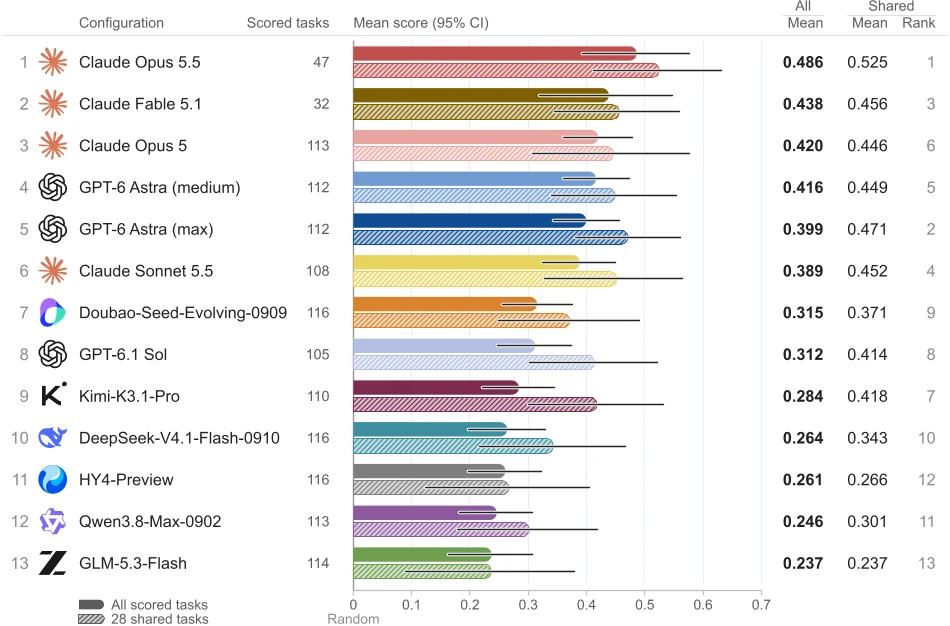 All Shared
Configuration Scored tasks Mean score (95% CI) Mean Mean Rank
1 Claude Opus 5.5 47 0.486 0.525 1
2 Claude Fable 5.1 32 0.438 0.456 3
3 Claude Opus 5 113 0.420 0.446 6
4 GPT-6 Astra (medium) 112 0.416 0.449 5
5 GPT-6 Astra (max) 112 0.399 0.471 2
6 Claude Sonnet 5.5 108 0.389 0.452 4
7 Doubao-Seed-Evolving-0909 116 0.315 0.371 9
8 GPT-6.1 Sol 105 0.312 0.414 8
9 Kimi-K3.1-Pro 110 0.284 0.418 7
10 DeepSeek-V4.1-Flash-0910 116 0.264 0.343 10
11 HY4-Preview 116 0.261 0.266 12
12 Qwen3.8-Max-0902 113 0.246 0.301 11
13 GLM-5.3-Flash 114 0.237 0.237 13
All scored tasks 0 0.1 0.2 0.3 0.4 0.5 0.6 0.7
28 shared tasks Random